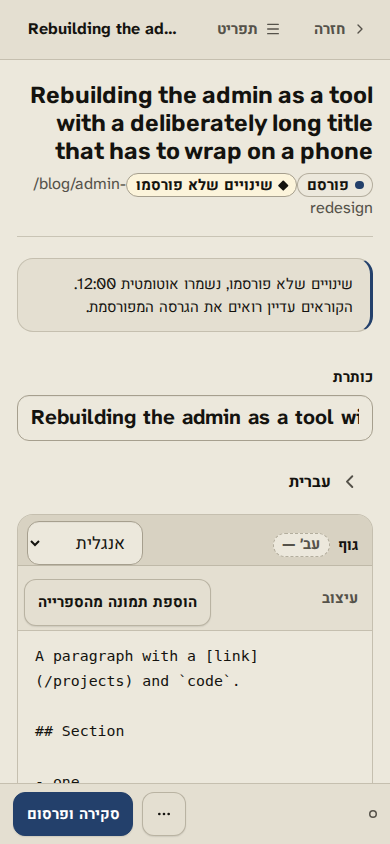 חזרה
תפריט
Rebuilding the ad...
Rebuilding the admin as a tool
with a deliberately long title
that has to wrap on a phone
פורסם
שינויים שלא פורסמו
/blog/admin-
redesign
שינויים שלא פורסמו, נשמרו אוטומטית 12:00.
הקוראים עדיין רואים את הגרסה המפורסמת.
כותרת
Rebuilding the admin as a tool wi
עברית
גוף
עב' —
אנגלית
עיצוב
הוספת תמונה מהספרייה
A paragraph with a [link]
(/projects) and `code`.
## Section
- one
...
סקירה ופרסום